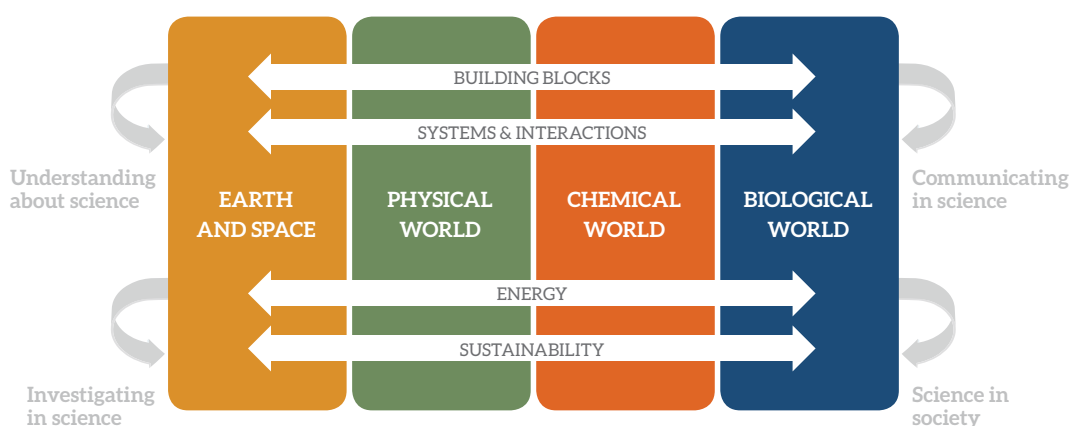 BUILDING BLOCKS
SYSTEMS & INTERACTIONS
Understanding
about science
EARTH
AND SPACE
PHYSICAL
WORLD
CHEMICAL
WORLD
BIOLOGICAL
WORLD
Communicating
in science
ENERGY
SUSTAINABILITY
Investigating
in science
Science in
society